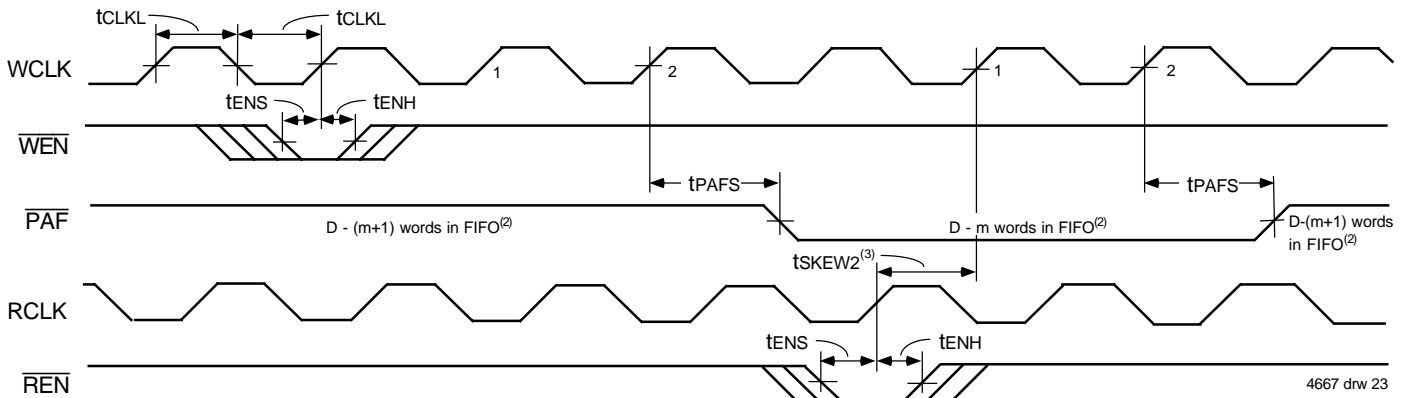 tCLKL tCLKL
WCLK 1 2 1 2
tENS tENH
WEN
tPAFS tPAFS
PAF
D - (m+1) words in FIFO(2) D - m words in FIFO(2) D-(m+1) words
in FIFO(2)
tSKEW2(3)
RCLK
tENS tENH
REN
4667 drw 23